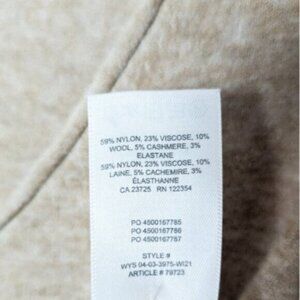 59% NYLON, 23% VISCOSE, 10%
WOOL, 5% CASHMERE, 3%
ELASTANE
59% NYLON, 23% VISCOSE, 10%
LAINE, 5% CACHEMIRE, 3%
ÉLASTHANNE
CA 23725 RN 122354
PO 4500167785
PO 4500167786
PO 4500167787
STYLE #
WYS 04-03-3975-WI21
ARTICLE # 79723